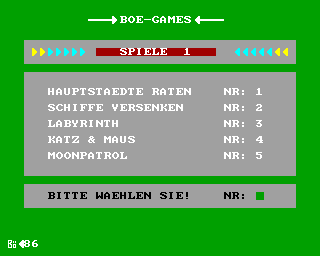 BOE-GAMES
SPIELE 1
HAUPTSTAEDTE RATEN NR: 1
SCHIFFE VERSENKEN NR: 2
LABYRINTH NR: 3
KATZ & MAUS NR: 4
MOONPATROL NR: 5
BITTE WAEHLEN SIE! NR:
86